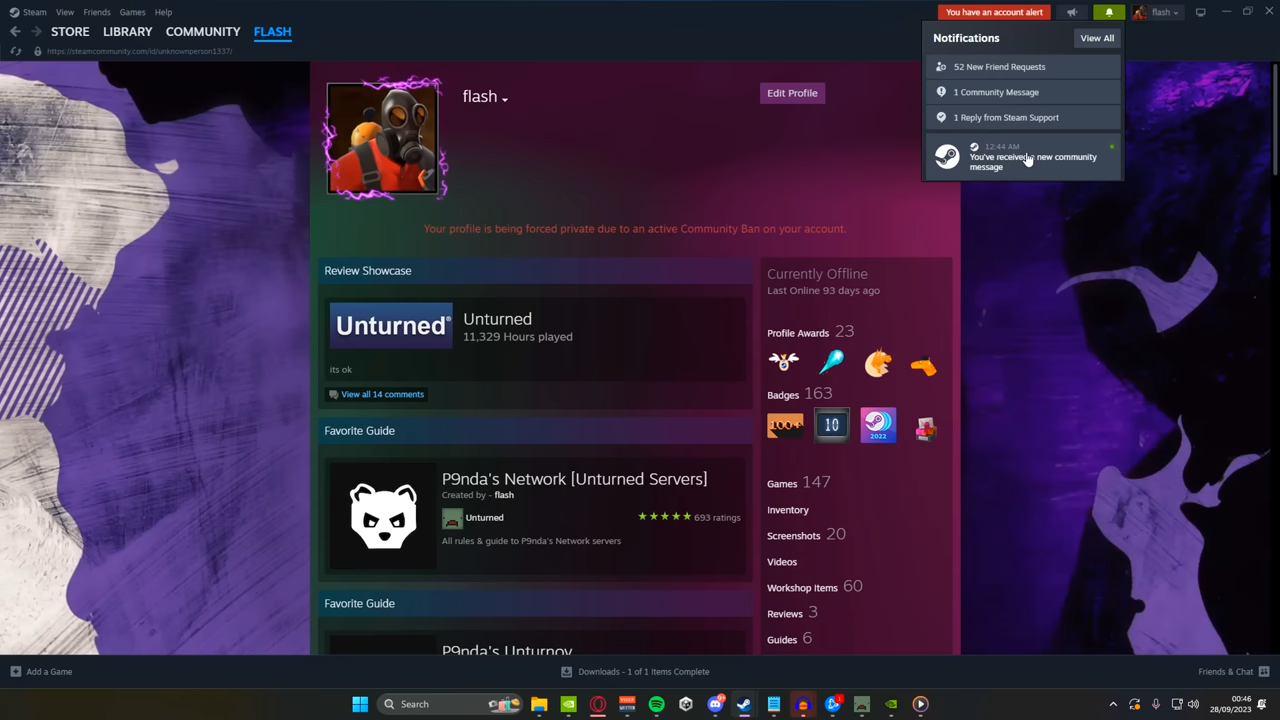 Steam View Friends Games Help
You have an account alert
flash
STORE LIBRARY COMMUNITY FLASH
https://steamcommunity.com/id/unknownperson1337/
Notifications
View All
52 New Friend Requests
1 Community Message
1 Reply from Steam Support
12:44 AM
You've received a new community
message
flash
Edit Profile
Your profile is being forced private due to an active Community Ban on your account.
Review Showcase
Unturned®
Unturned
11,329 Hours played
its ok
View all 14 comments
Favorite Guide
P9nda's Network [Unturned Servers]
Created by - flash
Unturned
693 ratings
All rules & guide to P9nda's Network servers
Favorite Guide
P9nda's Unturnov
Currently Offline
Last Online 93 days ago
Profile Awards 23
Badges 163
100+
10
2022
Games 147
Inventory
Screenshots 20
Videos
Workshop Items 60
Reviews 3
Guides 6
Add a Game
Downloads - 1 of 1 Items Complete
Friends & Chat
Search
00:46
28/09/2023